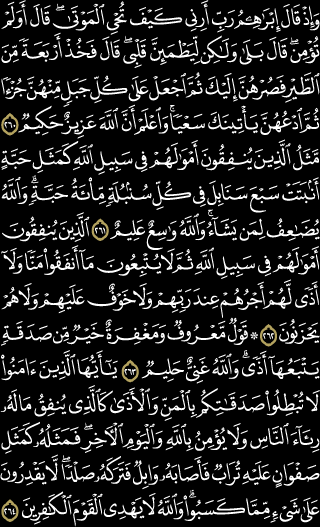 وَإِذْ قَالَ إِبْرَٰهِـۧمُ رَبِّ أَرِنِى كَيْفَ تُحْىِ ٱلْمَوْتَىٰ ۖ قَالَ أَوَلَمْ
تُؤْمِن ۖ قَالَ بَلَىٰ وَلَـٰكِن لِّيَطْمَئِنَّ قَلْبِى ۖ قَالَ فَخُذْ أَرْبَعَةً مِّنَ
ٱلطَّيْرِ فَصُرْهُنَّ إِلَيْكَ ثُمَّ ٱجْعَلْ عَلَىٰ كُلِّ جَبَلٍ مِّنْهُنَّ جُزْءًا
ثُمَّ ٱدْعُهُنَّ يَأْتِينَكَ سَعْيًا ۚ وَٱعْلَمْ أَنَّ ٱللَّهَ عَزِيزٌ حَكِيمٌ ٢٦٠
مَّثَلُ ٱلَّذِينَ يُنفِقُونَ أَمْوَٰلَهُمْ فِى سَبِيلِ ٱللَّهِ كَمَثَلِ حَبَّةٍ
أَنۢبَتَتْ سَبْعَ سَنَابِلَ فِى كُلِّ سُنۢبُلَةٍ مِّا۟ئَةُ حَبَّةٍ ۗ وَٱللَّهُ
يُضَـٰعِفُ لِمَن يَشَآءُ ۗ وَٱللَّهُ وَٰسِعٌ عَلِيمٌ ٢٦١ ٱلَّذِينَ يُنفِقُونَ
أَمْوَٰلَهُمْ فِى سَبِيلِ ٱللَّهِ ثُمَّ لَا يُتْبِعُونَ مَآ أَنفَقُوا۟ مَنًّا وَلَآ
أَذًى ۙ لَّهُمْ أَجْرُهُمْ عِندَ رَبِّهِمْ وَلَا خَوْفٌ عَلَيْهِمْ وَلَا هُمْ
يَحْزَنُونَ ٢٦٢ ۞ قَوْلٌ مَّعْرُوفٌ وَمَغْفِرَةٌ خَيْرٌ مِّن صَدَقَةٍ
يَتْبَعُهَآ أَذًى ۗ وَٱللَّهُ غَنِىٌّ حَلِيمٌ ٢٦٣ يَـٰٓأَيُّهَا ٱلَّذِينَ ءَامَنُوا۟
لَا تُبْطِلُوا۟ صَدَقَـٰتِكُم بِٱلْمَنِّ وَٱلْأَذَىٰ كَٱلَّذِى يُنفِقُ مَالَهُۥ
رِئَآءَ ٱلنَّاسِ وَلَا يُؤْمِنُ بِٱللَّهِ وَٱلْيَوْمِ ٱلْـَٔاخِرِ ۖ فَمَثَلُهُۥ كَمَثَلِ
صَفْوَانٍ عَلَيْهِ تُرَابٌ فَأَصَابَهُۥ وَابِلٌ فَتَرَكَهُۥ صَلْدًا ۖ لَّا يَقْدِرُونَ
عَلَىٰ شَىْءٍ مِّمَّا كَسَبُوا۟ ۗ وَٱللَّهُ لَا يَهْدِى ٱلْقَوْمَ ٱلْكَـٰفِرِينَ ٢٦٤